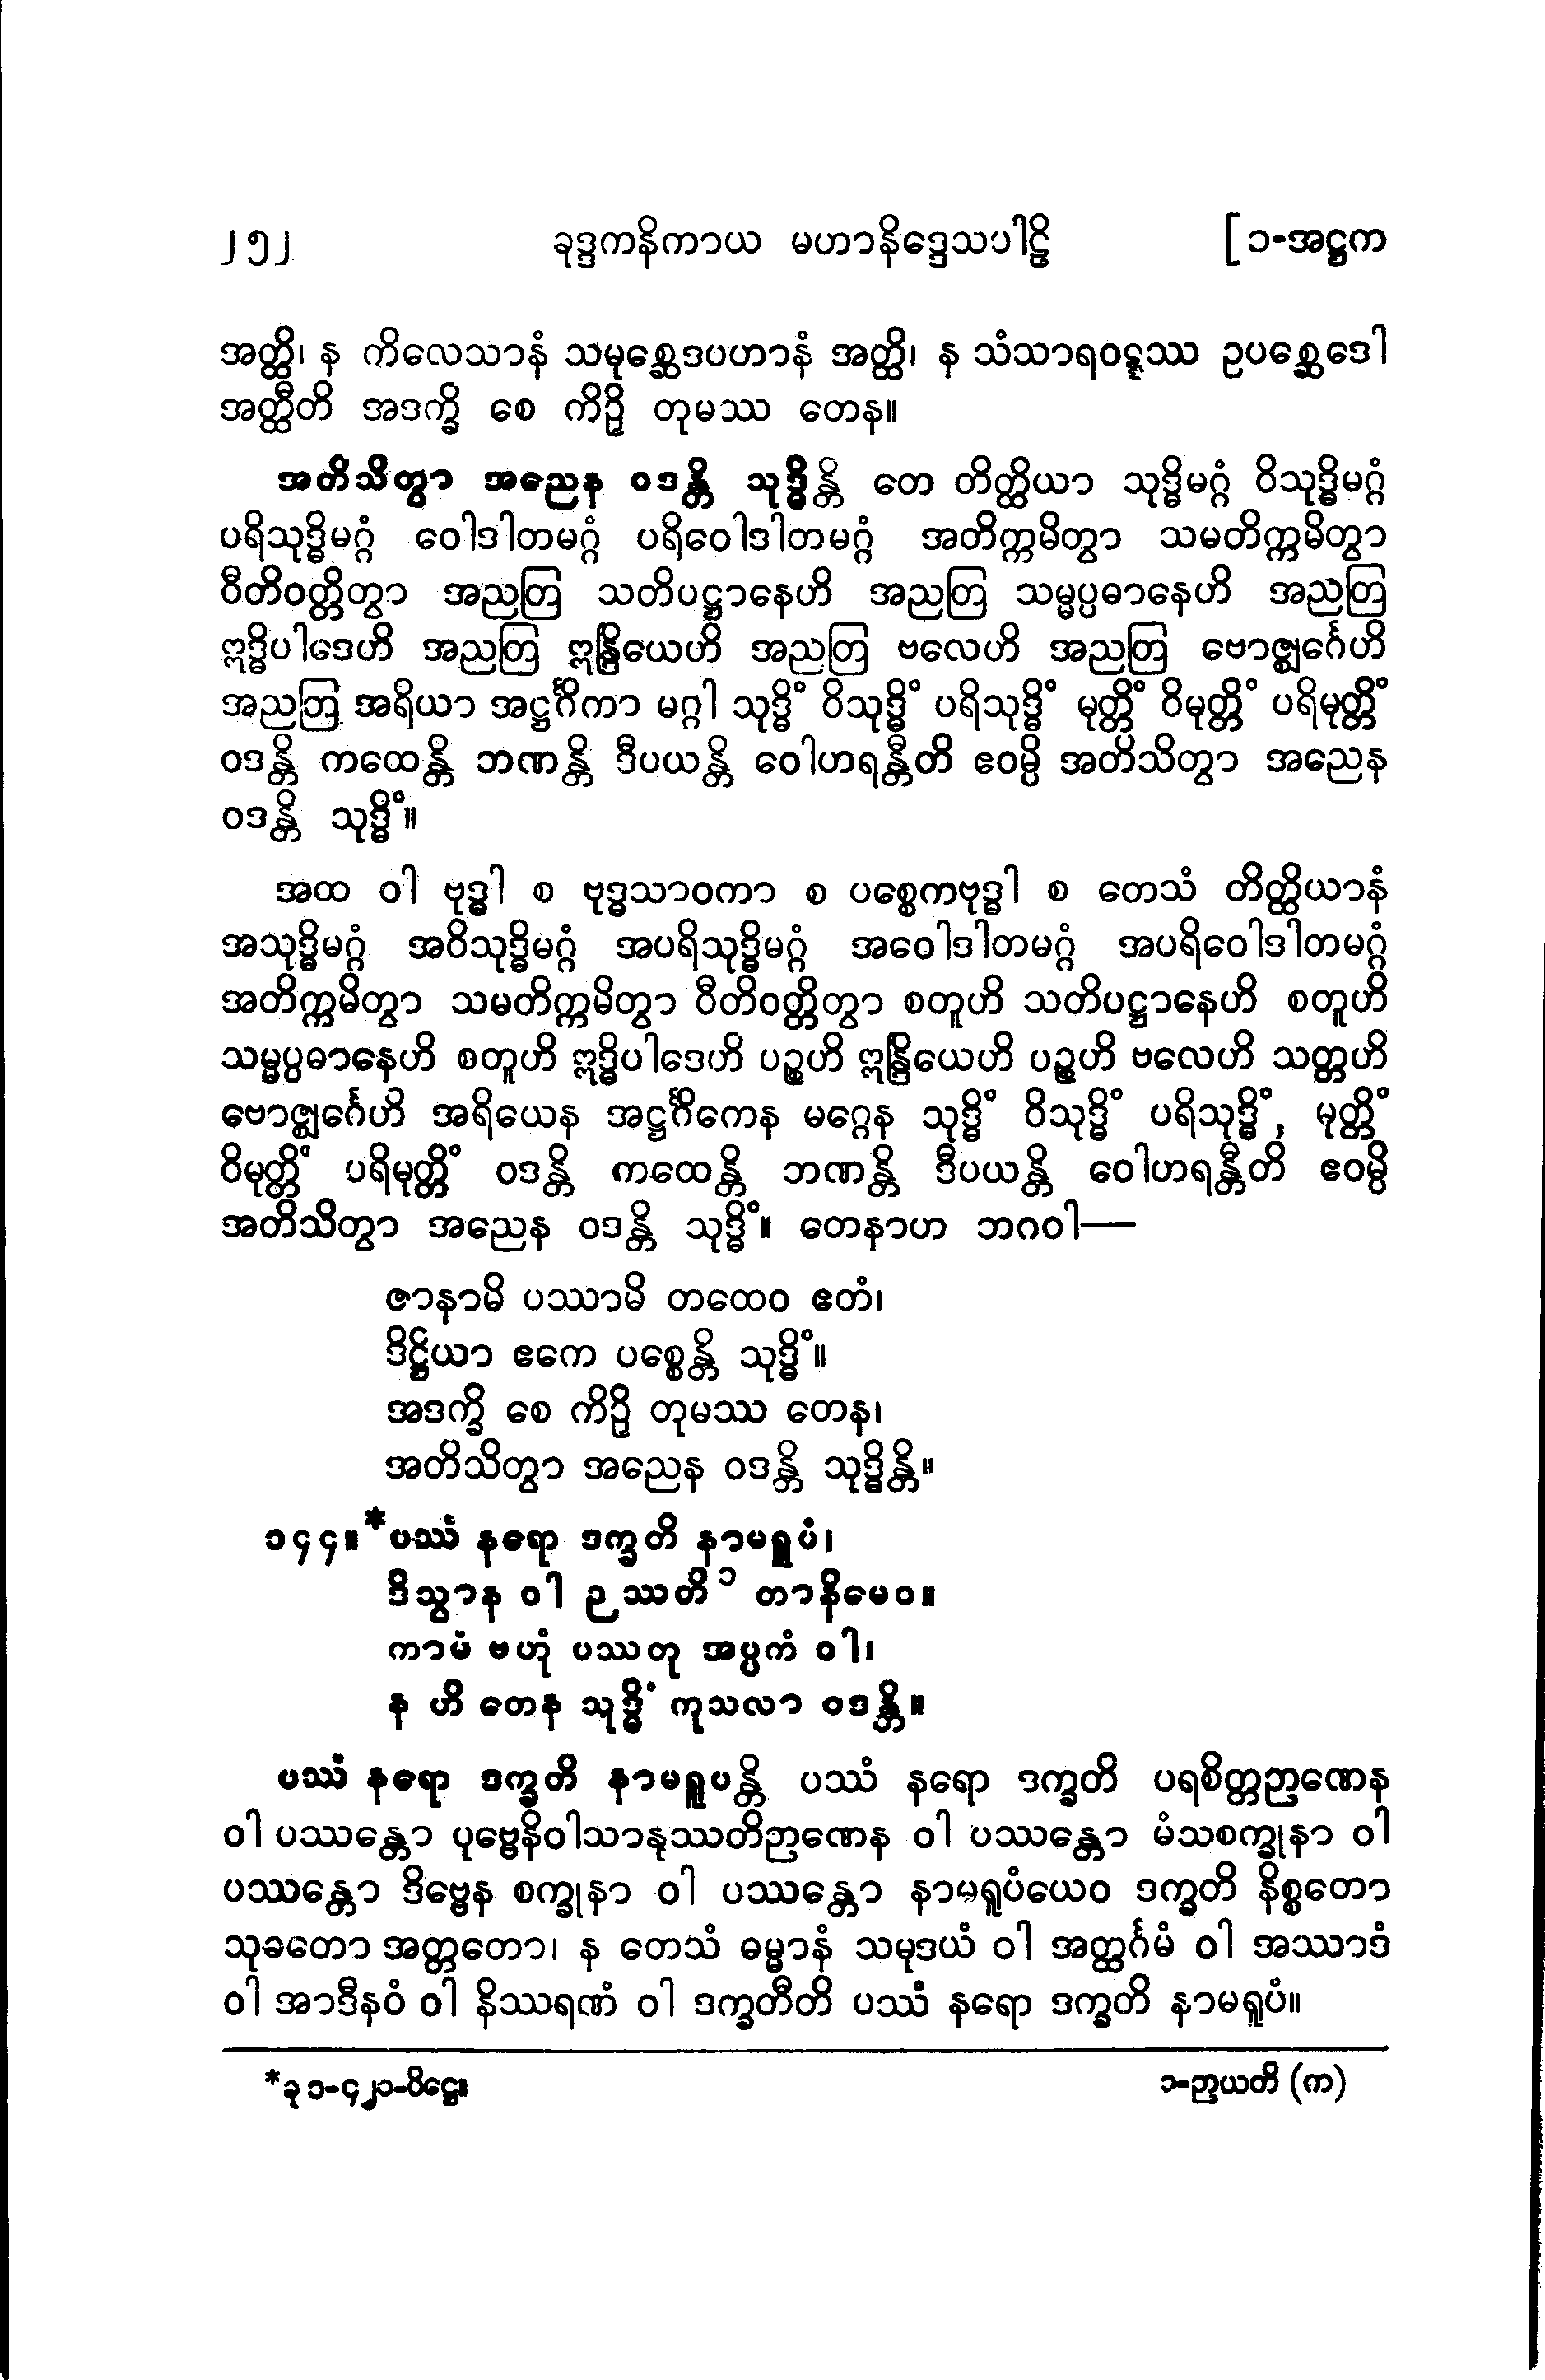 ၂၅၂ ခုဒ္ဒကနိကာယ မဟာနိဒ္ဒေသပါဠိ [၁-အဋ္ဌက
အတ္ထိ၊ န ကိလေသာနံ သမုစ္ဆေဒပဟာနံ အတ္ထိ၊ န သံသာရဝဋ္ဋဿ ဥပစ္ဆေဒေါ
အတ္ထီတိ အဒက္ခိ စေ ကိဉှိ တုမဿ တေန။
အတိသိတွာ အညေန ဝဒန္တိ သုဒ္ဓိန္တိ တေ တိတ္ထိယာ သုဒ္ဓိမဂ္ဂံ ဝိသုဒ္ဓိမဂ္ဂံ
ပရိသုဒ္ဓိမဂ္ဂံ ဝေါဒါတမဂ္ဂံ ပရိဝေါဒါတမဂ္ဂံ အတိက္ကမိတွာ သမတိက္ကမိတွာ
ဝီတိဝတ္တိတွာ အညတြ သတိပဋ္ဌာနေဟိ အညတြ သမ္မပ္ပဓာနေဟိ အညတြ
ဣဒ္ဓိပါဒေဟိ အညတြ ဣန္ဒြိယေဟိ အညတြ ဗလေဟိ အညတြ ဗောဇ္ဈင်္ဂေဟိ
အညတြ အရိယာ အဋ္ဌင်္ဂိကာ မဂ္ဂါ သုဒ္ဓိံ ဝိသုဒ္ဓိံ ပရိသုဒ္ဓိံ မုတ္တိံ ဝိမုတ္တိံ ပရိမုတ္တိံ
ဝဒန္တိ ကထေန္တိ ဘဏန္တိ ဒီပယန္တိ ဝေါဟရန္တီတိ ဧဝမ္ပိ အတိသိတွာ အညေန
ဝဒန္တိ သုဒ္ဓိံ။
အထ ဝါ ဗုဒ္ဓါ စ ဗုဒ္ဓသာဝကာ စ ပစ္စေကဗုဒ္ဓါ စ တေသံ တိတ္ထိယာနံ
အသုဒ္ဓိမဂ္ဂံ အဝိသုဒ္ဓိမဂ္ဂံ အပရိသုဒ္ဓိမဂ္ဂံ အဝေါဒါတမဂ္ဂံ အပရိဝေါဒါတမဂ္ဂံ
အတိက္ကမိတွာ သမတိက္ကမိတွာ ဝီတိဝတ္တိတွာ စတူဟိ သတိပဋ္ဌာနေဟိ စတူဟိ
သမ္မပ္ပဓာနေဟိ စတူဟိ ဣဒ္ဓိပါဒေဟိ ပဉ္စဟိ ဣန္ဒြိယေဟိ ပဉ္စဟိ ဗလေဟိ သတ္တဟိ
ဗောဇ္ဈင်္ဂေဟိ အရိယေန အဋ္ဌင်္ဂိကေန မဂ္ဂေန သုဒ္ဓိံ ဝိသုဒ္ဓိံ ပရိသုဒ္ဓိံ, မုတ္တိံ
ဝိမုတ္တိံ ပရိမုတ္တိံ ဝဒန္တိ ကထေန္တိ ဘဏန္တိ ဒီပယန္တိ ဝေါဟရန္တီတိ ဧဝမ္ပိ
အတိသိတွာ အညေန ဝဒန္တိ သုဒ္ဓိံ။ တေနာဟ ဘဂဝါ—
ဇာနာမိ ပဿာမိ တထေဝ ဧတံ၊
ဒိဋ္ဌိယာ ဧကေ ပစ္စေန္တိ သုဒ္ဓိံ။
အဒက္ခိ စေ ကိဉှိ တုမဿ တေန၊
အတိသိတွာ အညေန ဝဒန္တိ သုဒ္ဓိန္တိ။
၁၄၄။*ပဿံ နရော ဒက္ခတိ နာမရူပံ၊
ဒိသွာန ဝါ ဉဿတိ ၁ တာနိမေဝ။
ကာမံ ဗဟုံ ပဿတု အပ္ပကံ ဝါ၊
န ဟိ တေန သုဒ္ဓိံ ကုသလာ ဝဒန္တိ။
ပဿံ နရော ဒက္ခတိ နာမရူပန္တိ ပဿံ နရော ဒက္ခတိ ပရစိတ္တဉာဏေန
ဝါ ပဿန္တော ပုဗ္ဗေနိဝါသာနုဿတိဉာဏေန ဝါ ပဿန္တော မံသစက္ခုနာ ဝါ
ပဿန္တော ဒိဗ္ဗေန စက္ခုနာ ဝါ ပဿန္တော နာမရူပံယေဝ ဒက္ခတိ နိစ္စတော
သုခတော အတ္တတော၊ န တေသံ ဓမ္မာနံ သမုဒယံ ဝါ အတ္ထင်္ဂမံ ဝါ အဿာဒံ
ဝါ အာဒီနဝံ ဝါ နိဿရဏံ ဝါ ဒက္ခတီတိ ပဿံ နရော ဒက္ခတိ နာမရူပံ။
*ခု ၁-၄၂၁-ပိဋ္ဌေ။ ၁-ဉာယတိ (က)